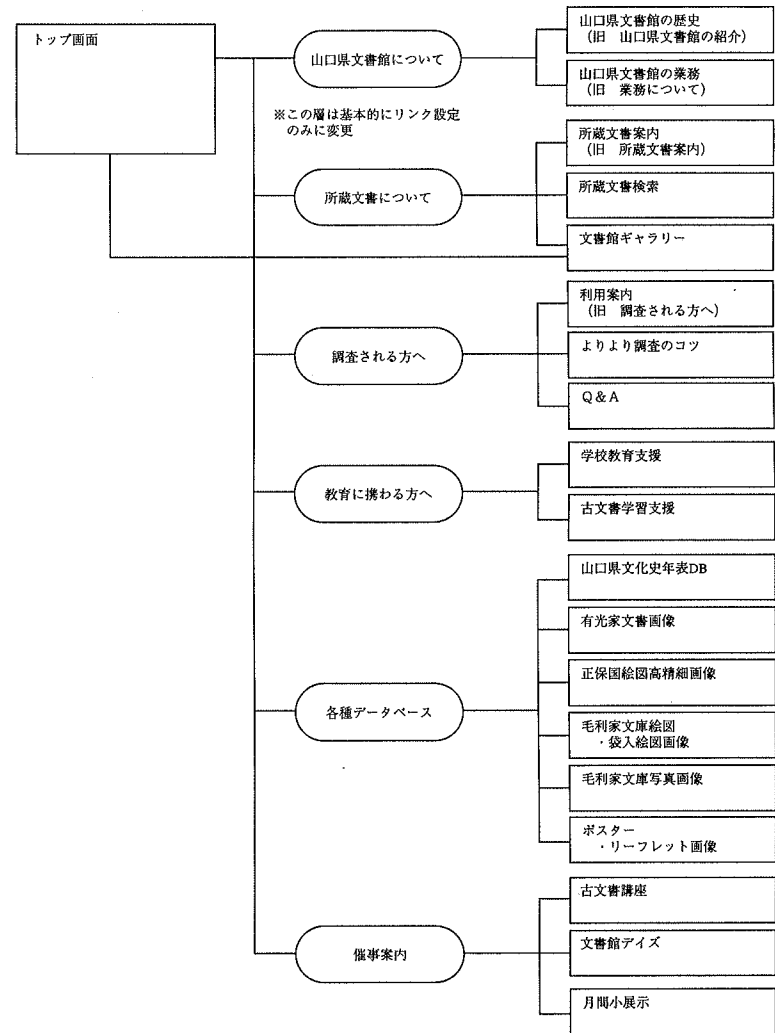 トップ画面
山口県文書館について
山口県文書館の歴史
(旧　山口県文書館の紹介)
山口県文書館の業務
(旧　業務について)
※この層は基本的にリンク設定
のみに変更
所蔵文書について
所蔵文書案内
(旧　所蔵文書案内)
所蔵文書検索
文書館ギャラリー
調査される方へ
利用案内
(旧　調査される方へ)
よりより調査のコツ
Q＆A
教育に携わる方へ
学校教育支援
古文書学習支援
各種データベース
山口県文化史年表DB
有光家文書画像
正保国絵図高精細画像
毛利家文庫絵図
・袋入絵図画像
毛利家文庫写真画像
ポスター
・リーフレット画像
催事案内
古文書講座
文書館デイズ
月間小展示